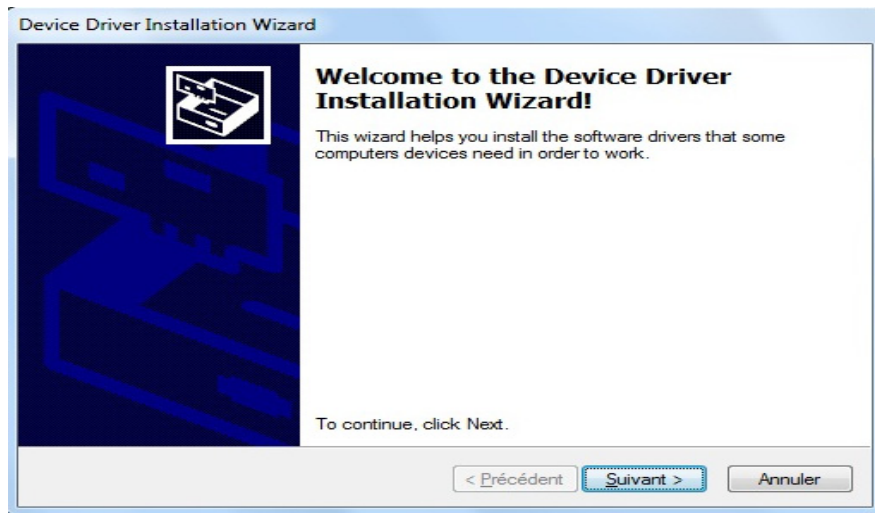 Device Driver Installation Wizard
Welcome to the Device Driver
Installation Wizard!
This wizard helps you install the software drivers that some
computers devices need in order to work.
To continue, click Next.
< Précédent
Suivant >
Annuler